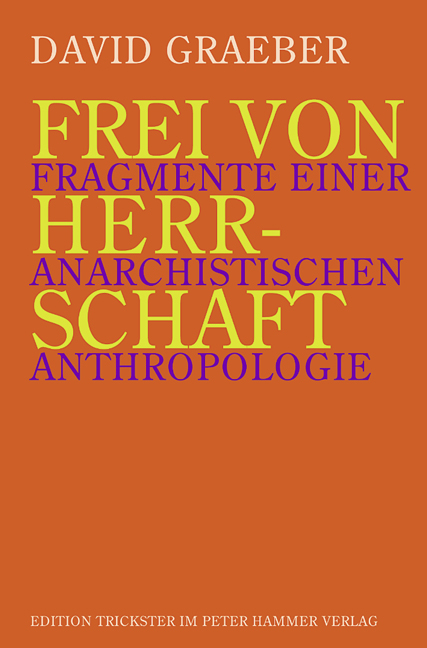 DAVID GRAEBER
FREI VON
FRAGMENTE EINER
HERR-
ANARCHISTISCHEN
SCHAFT
ANTHROPOLOGIE
EDITION TRICKSTER IM PETER HAMMER VERLAG